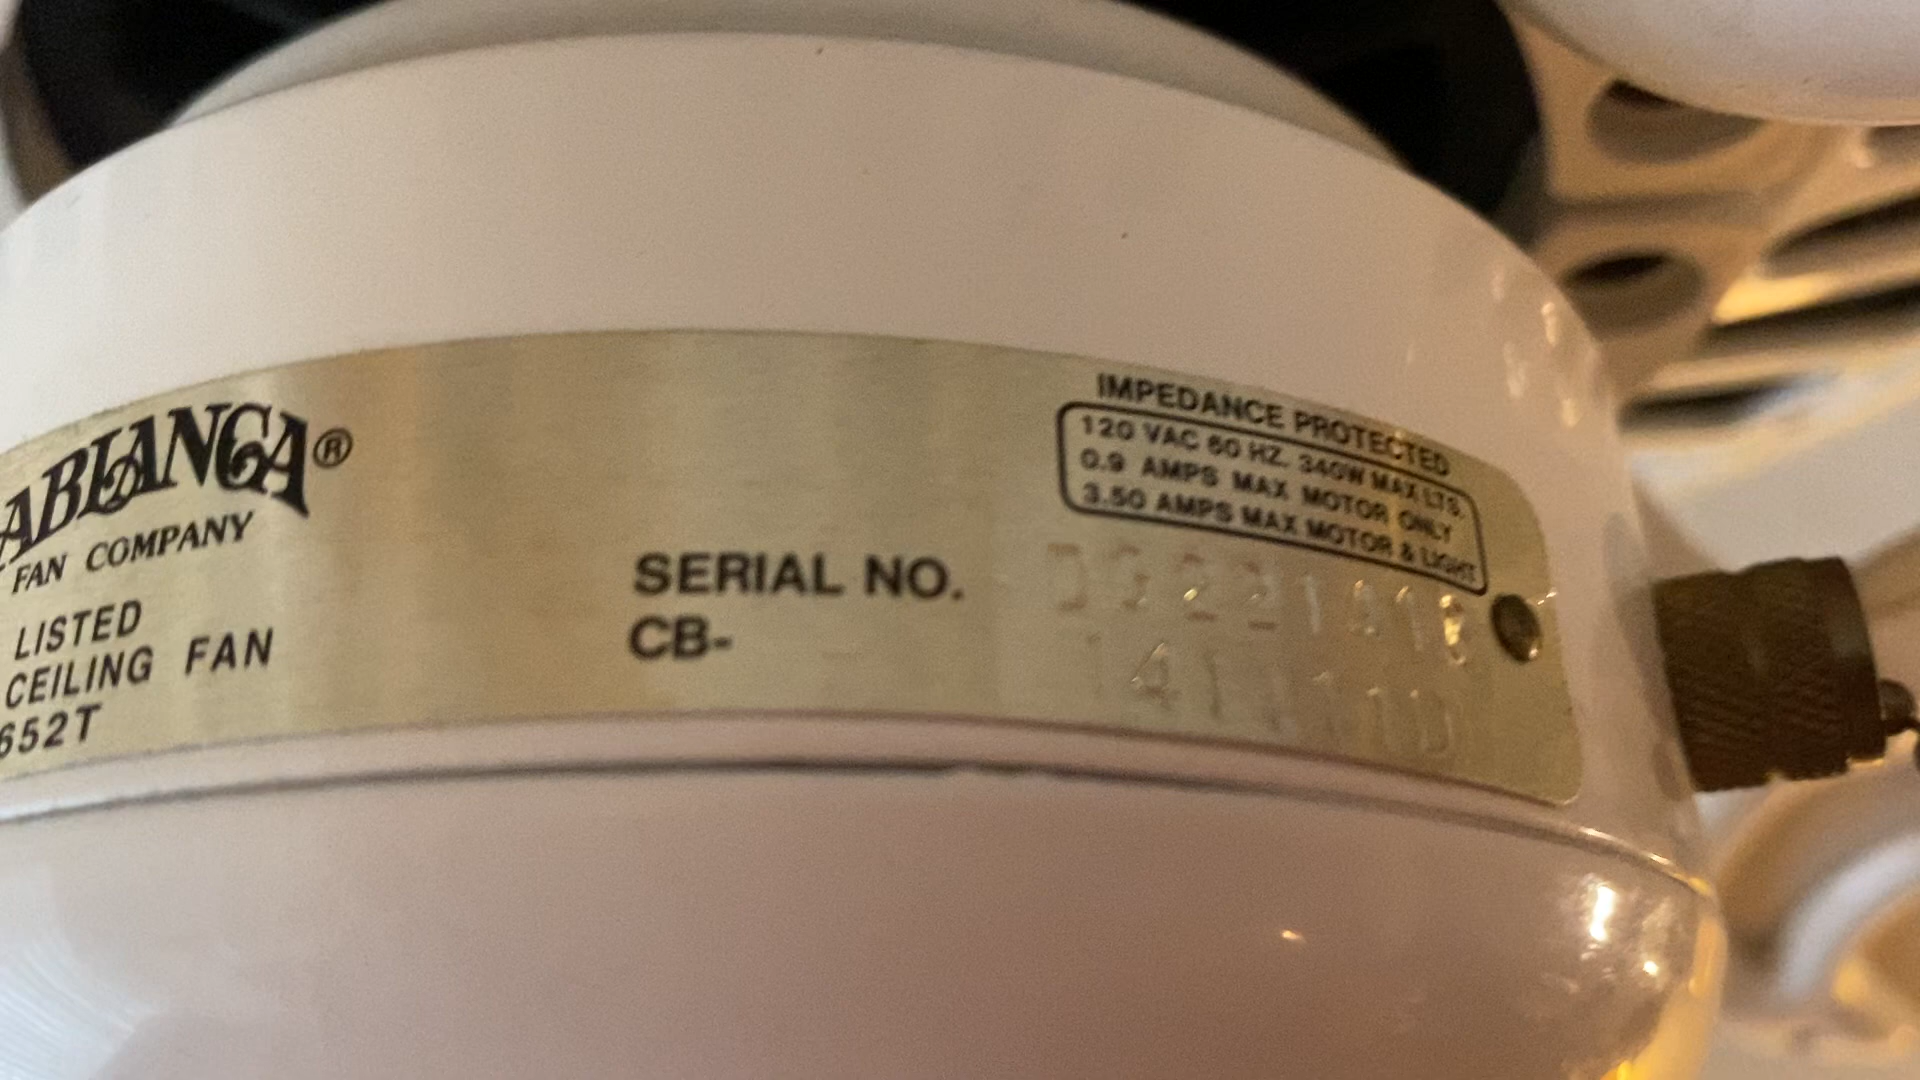 ABLANCA®
FAN COMPANY
LISTED
CEILING FAN
652T
SERIAL NO.
CB-
IMPEDANCE PROTECTED
120 VAC 60 HZ. 340W MAX LTS.
0.9 AMPS MAX MOTOR ONLY
3.50 AMPS MAX MOTOR & LIGHT